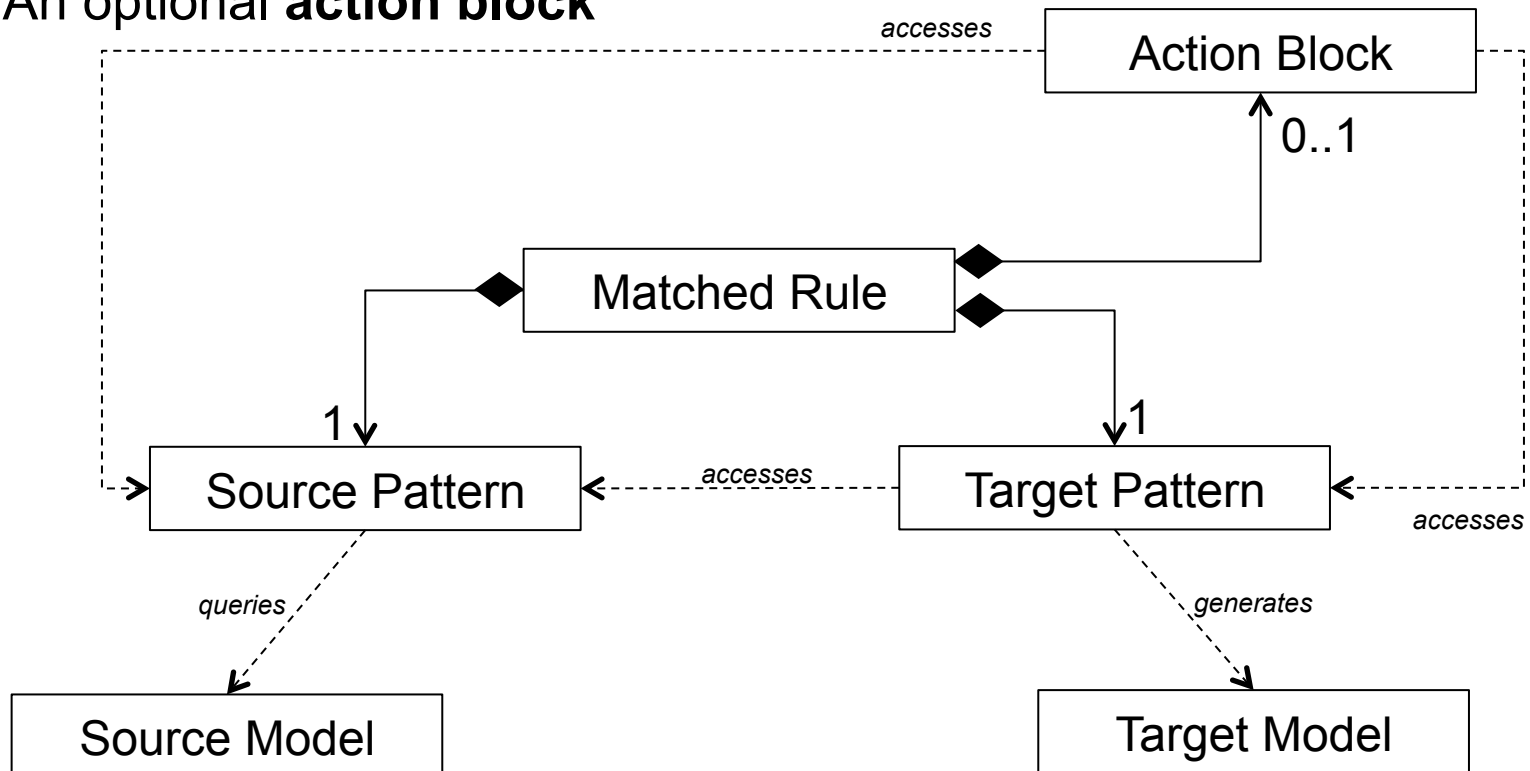 An optional action block
accesses
Action Block
0..1
Matched Rule
1
1
Source Pattern
accesses
Target Pattern
accesses
queries
generates
Source Model
Target Model